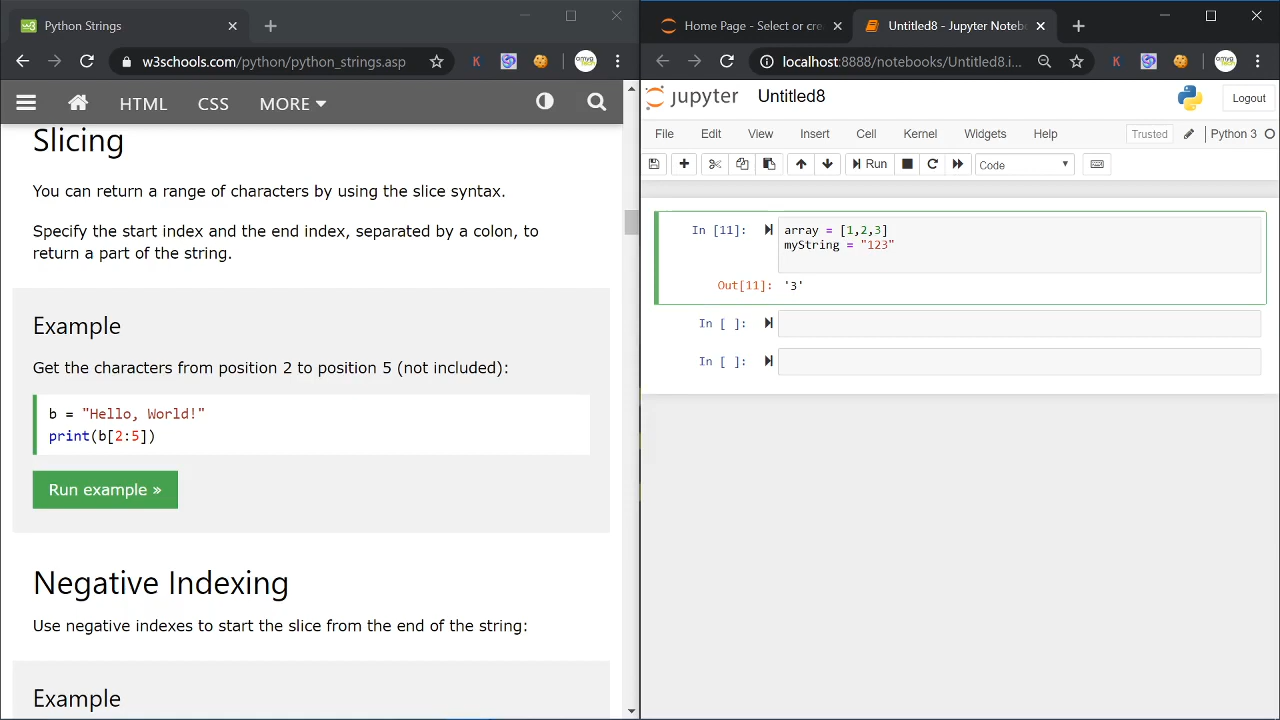 Python Strings
w3schools.com/python/python_strings.asp
HTML CSS MORE
Slicing
You can return a range of characters by using the slice syntax.
Specify the start index and the end index, separated by a colon, to
return a part of the string.
Example
Get the characters from position 2 to position 5 (not included):
b = "Hello, World!"
print(b[2:5])
Run example »
Negative Indexing
Use negative indexes to start the slice from the end of the string:
Example
Home Page - Select or cre
Untitled8 - Jupyter Noteb
localhost:8888/notebooks/Untitled8.i...
jupyter Untitled8
Logout
File Edit View Insert Cell Kernel Widgets Help
Trusted
Python 3
Run
Code
In [11]: array = [1,2,3]
myString = "123"
Out[11]: '3'
In [ ]:
In [ ]: